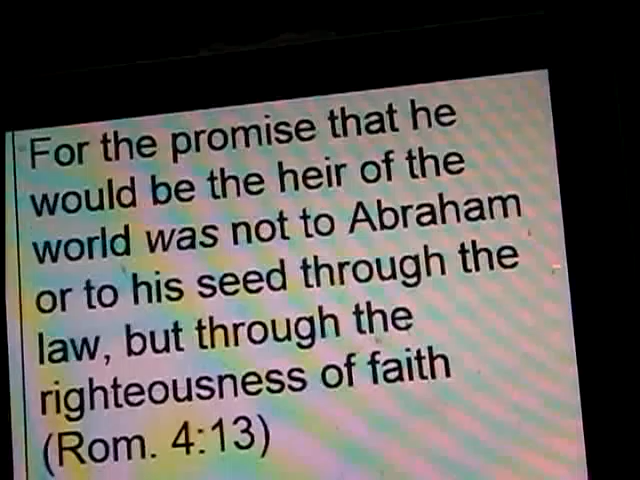 For the promise that he
would be the heir of the
world was not to Abraham
or to his seed through the
law, but through the
righteousness of faith
(Rom. 4:13)